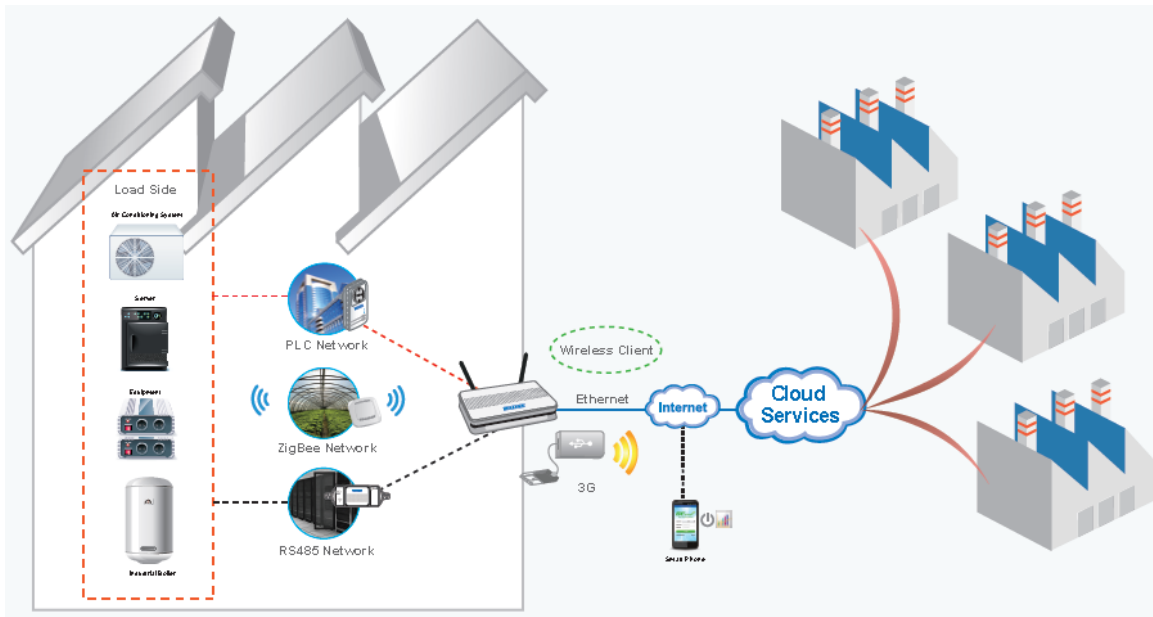 Load Side
Air Conditioning System
Server
Equipment
Industrial Boiler
PLC Network
ZigBee Network
RS485 Network
Wireless Client
Ethernet
3G
Internet
Smart Phone
Cloud
Services